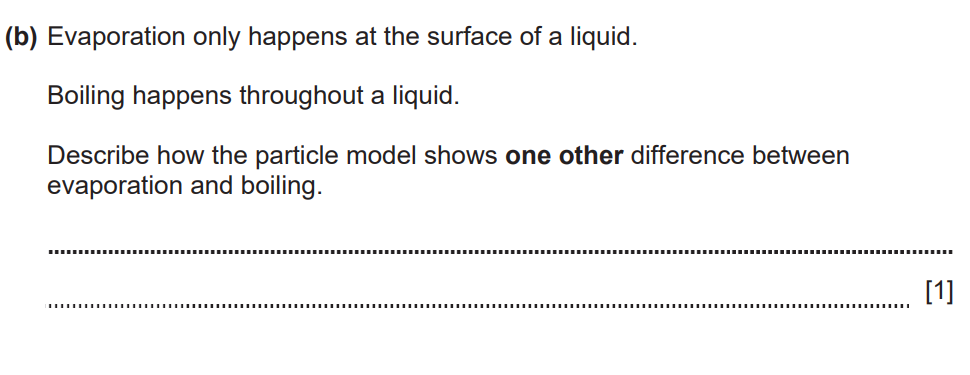 (b) Evaporation only happens at the surface of a liquid.
Boiling happens throughout a liquid.
Describe how the particle model shows one other difference between
evaporation and boiling.
[1]